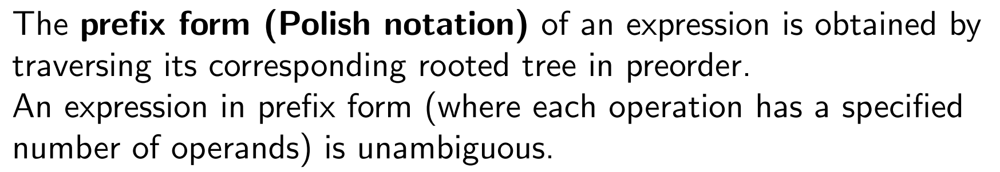 The prefix form (Polish notation) of an expression is obtained by
traversing its corresponding rooted tree in preorder.
An expression in prefix form (where each operation has a specified
number of operands) is unambiguous.